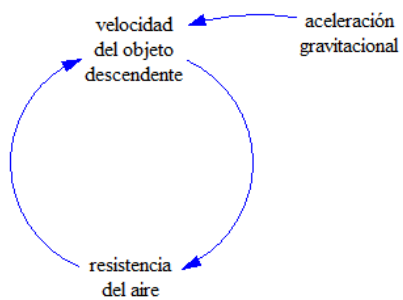 velocidad
del objeto
descendente
aceleración
gravitacional
resistencia
del aire